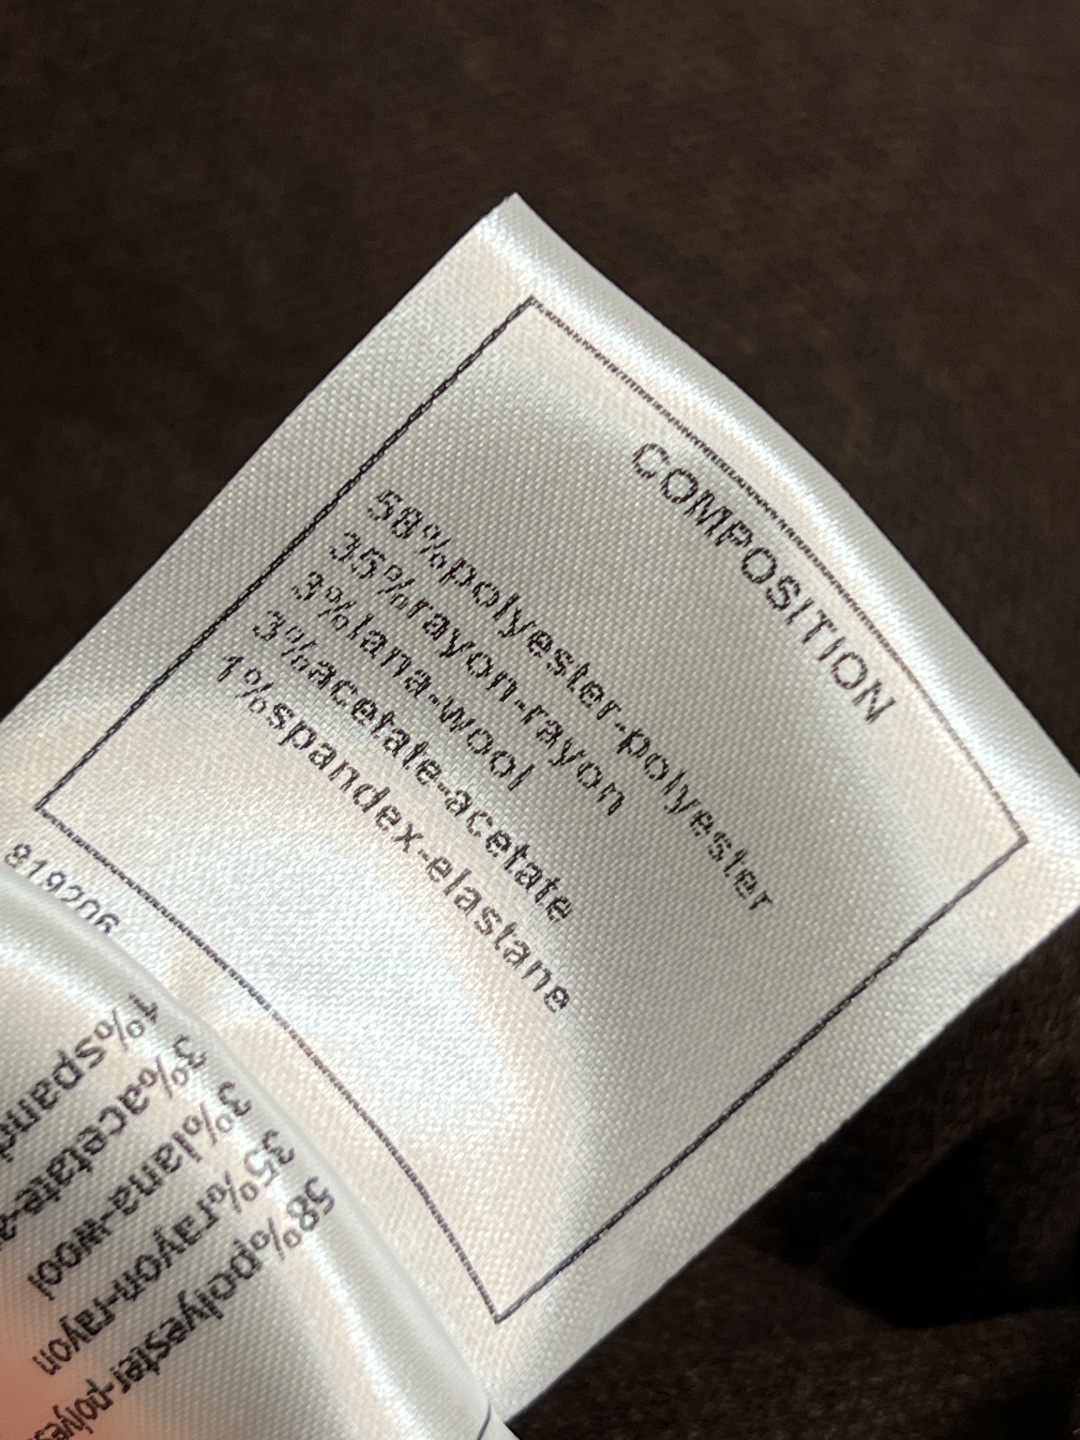 COMPOSITION
58%polyester-polyester
35%rayon-rayon
3%lana-wool
3%acetate-acetate
1%spandex-elastane
819206
1%spand
3%acetate-a
3%lana-wool
35%rayon-rayon
58%polyester-polyes